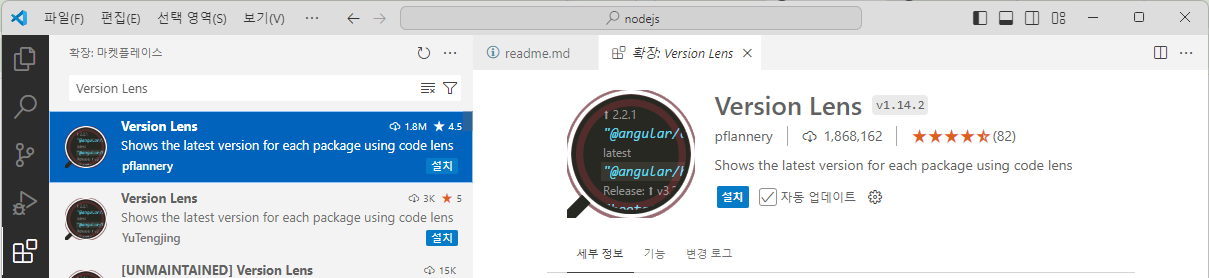 파일(F) 편집(E) 선택 영역(S) 보기(V) ··· nodejs
확장: 마켓플레이스
Version Lens
Version Lens 1.8M 4.5
Shows the latest version for each package using code lens
pflannery 설치
Version Lens 3K 5
Shows the latest version for each package using code lens
YuTengjing 설치
[UNMAINTAINED] Version Lens 15K
readme.md 확장: Version Lens
2.2.1
"@angular/
latest
"@angular/
Release: v3
Version Lens v1.14.2
pflannery 1,868,162 (82)
Shows the latest version for each package using code lens
설치 자동 업데이트
세부 정보 기능 변경 로그